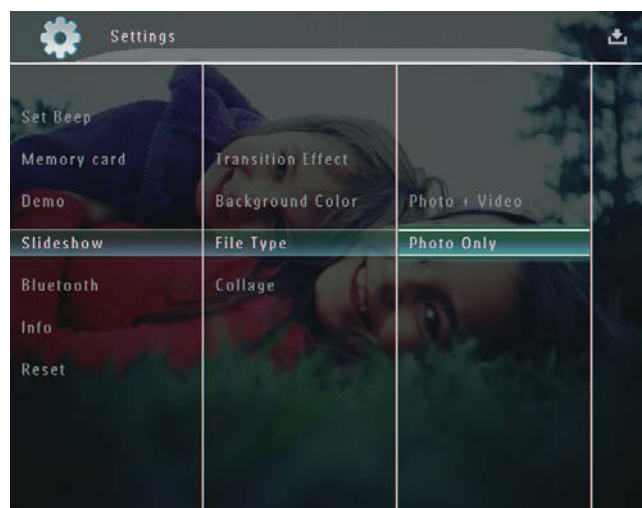 Settings
Set Beep
Memory card
Demo
Slideshow
Bluetooth
Info
Reset
Transition Effect
Background Color
File Type
Collage
Photo + Video
Photo Only